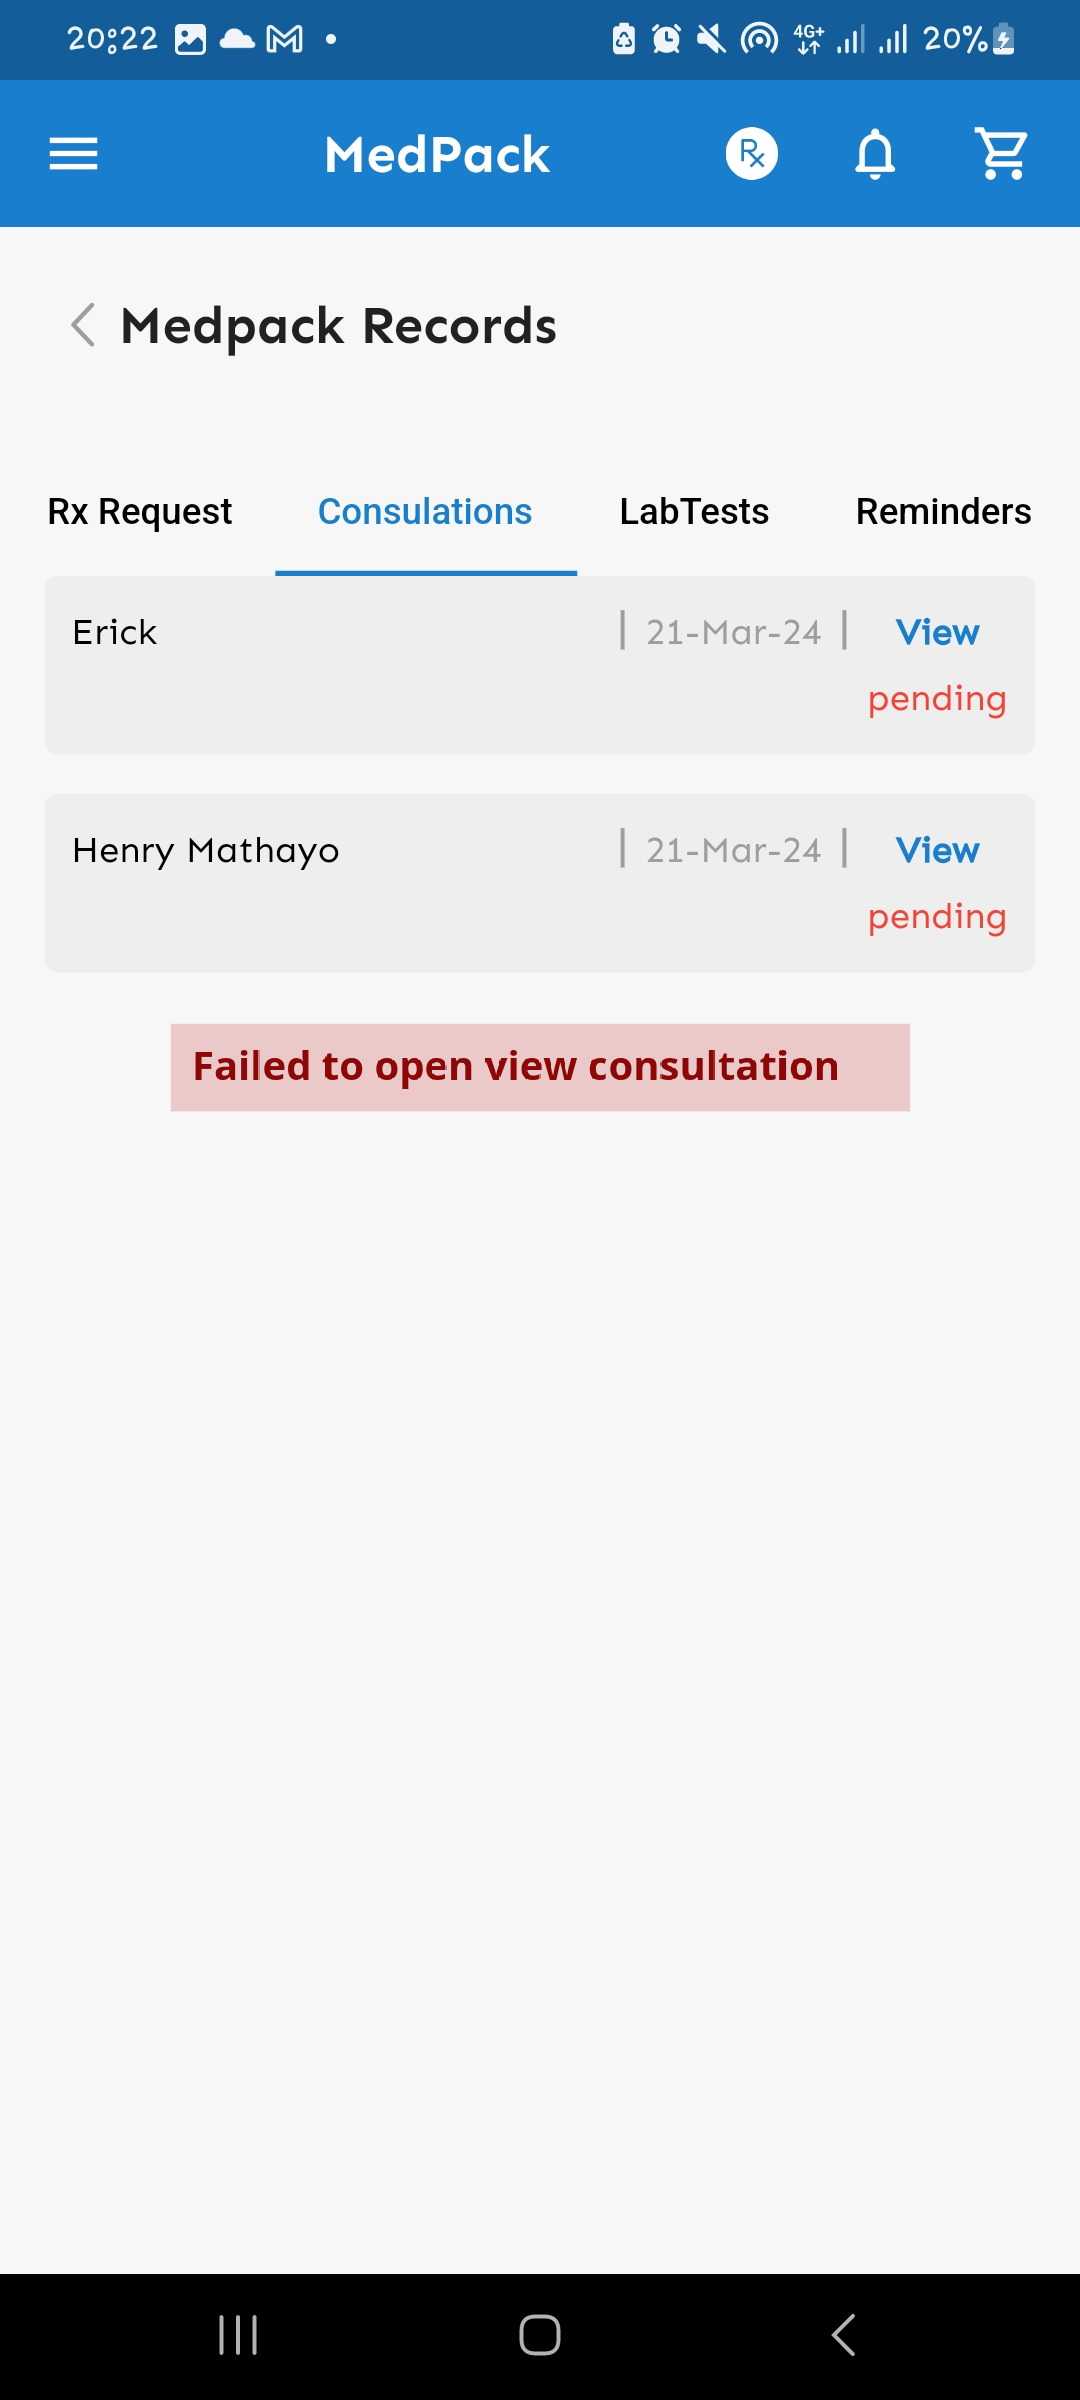 20:22
4G+
20%
MedPack
Rx
Medpack Records
Rx Request Consulations LabTests Reminders
Erick | 21-Mar-24 | View
pending
Henry Mathayo | 21-Mar-24 | View
pending
Failed to open view consultation